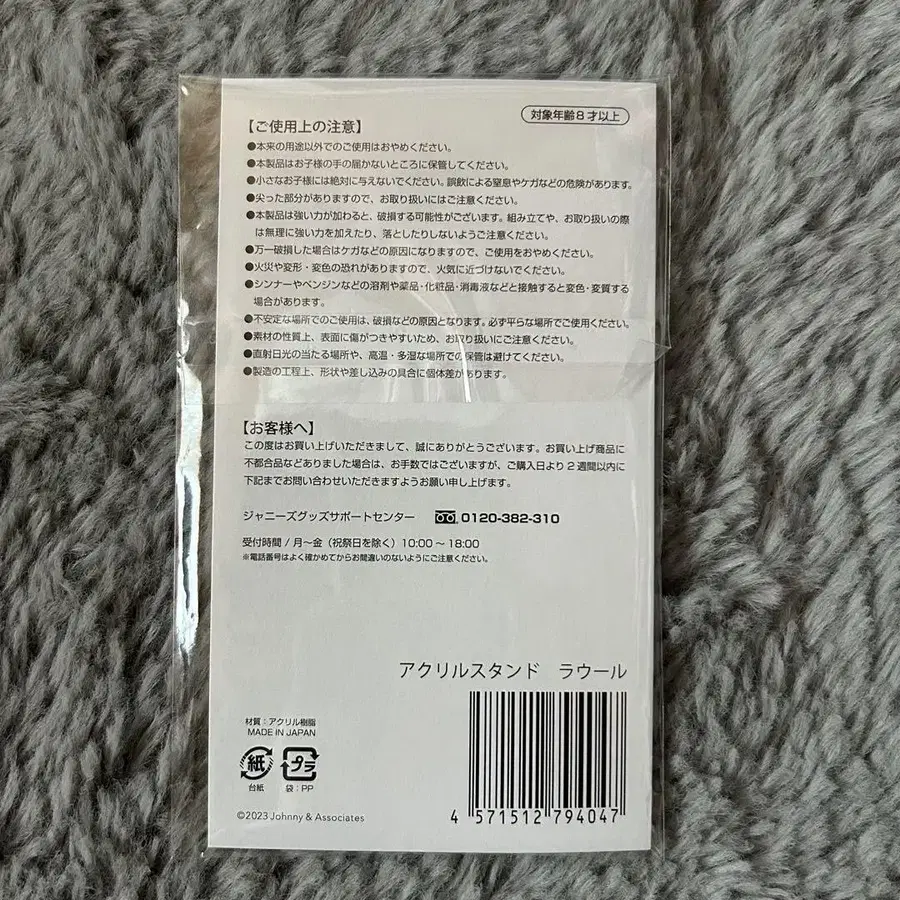 対象年齢8才以上
【ご使用上の注意】
●本来の用途以外でのご使用はおやめください。
●本製品はお子様の手の届かないところに保管してください。
●小さなお子様には絶対に与えないでください。誤飲による窒息やケガなどの危険があります。
●尖った部分がありますので、お取り扱いにはご注意ください。
●本製品は強い力が加わると、破損する可能性がございます。組み立てや、お取り扱いの際
は無理に強い力を加えたり、落としたりしないようご注意ください。
●万一破損した場合はケガなどの原因になりますので、ご使用をおやめください。
●火災や変形・変色の恐れがありますので、火気に近づけないでください。
●シンナーやベンジンなどの溶剤や薬品・化粧品・消毒液などと接触すると変色・変質する
場合があります。
●不安定な場所でのご使用は、破損などの原因となります。必ず平らな場所でご使用ください。
●素材の性質上、表面に傷がつきやすいため、お取り扱いにご注意ください。
●直射日光の当たる場所や、高温・多湿な場所での保管は避けてください。
●製造の工程上、形状や差し込みの具合に個体差があります。
【お客様へ】
この度はお買い上げいただきまして、誠にありがとうございます。お買い上げ商品に
不都合品などありました場合は、お手数ではございますが、ご購入日より2週間以内に
下記までお問い合わせいただきますようお願い申し上げます。
ジャニーズグッズサポートセンター 0120-382-310
受付時間 / 月〜金（祝祭日を除く）10:00〜18:00
※電話番号はよく確かめてからお間違いのないようにご注意ください。
アクリルスタンド ラウール
材質：アクリル樹脂
MADE IN JAPAN
紙 プラ
台紙 袋：PP
©2023 Johnny & Associates
4 571512 794047